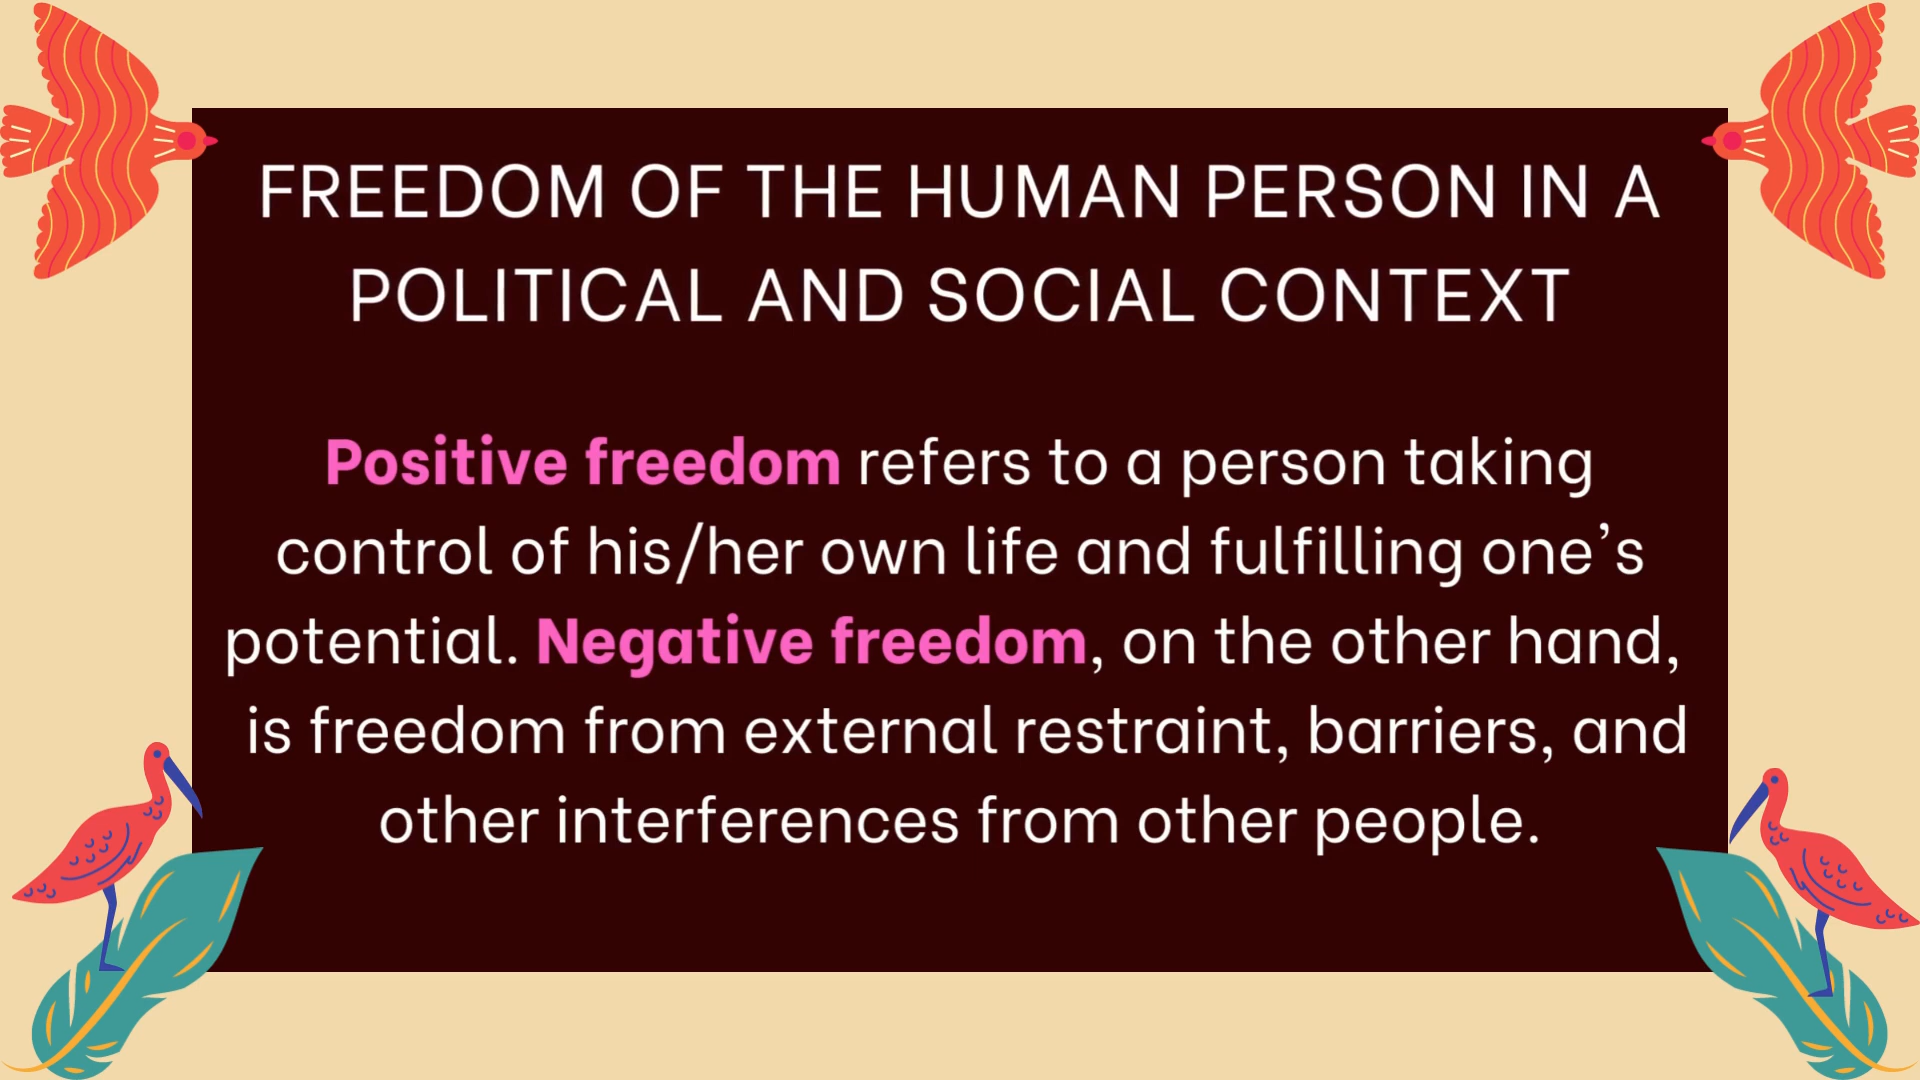 FREEDOM OF THE HUMAN PERSON IN A
POLITICAL AND SOCIAL CONTEXT
Positive freedom refers to a person taking
control of his/her own life and fulfilling one's
potential. Negative freedom, on the other hand,
is freedom from external restraint, barriers, and
other interferences from other people.